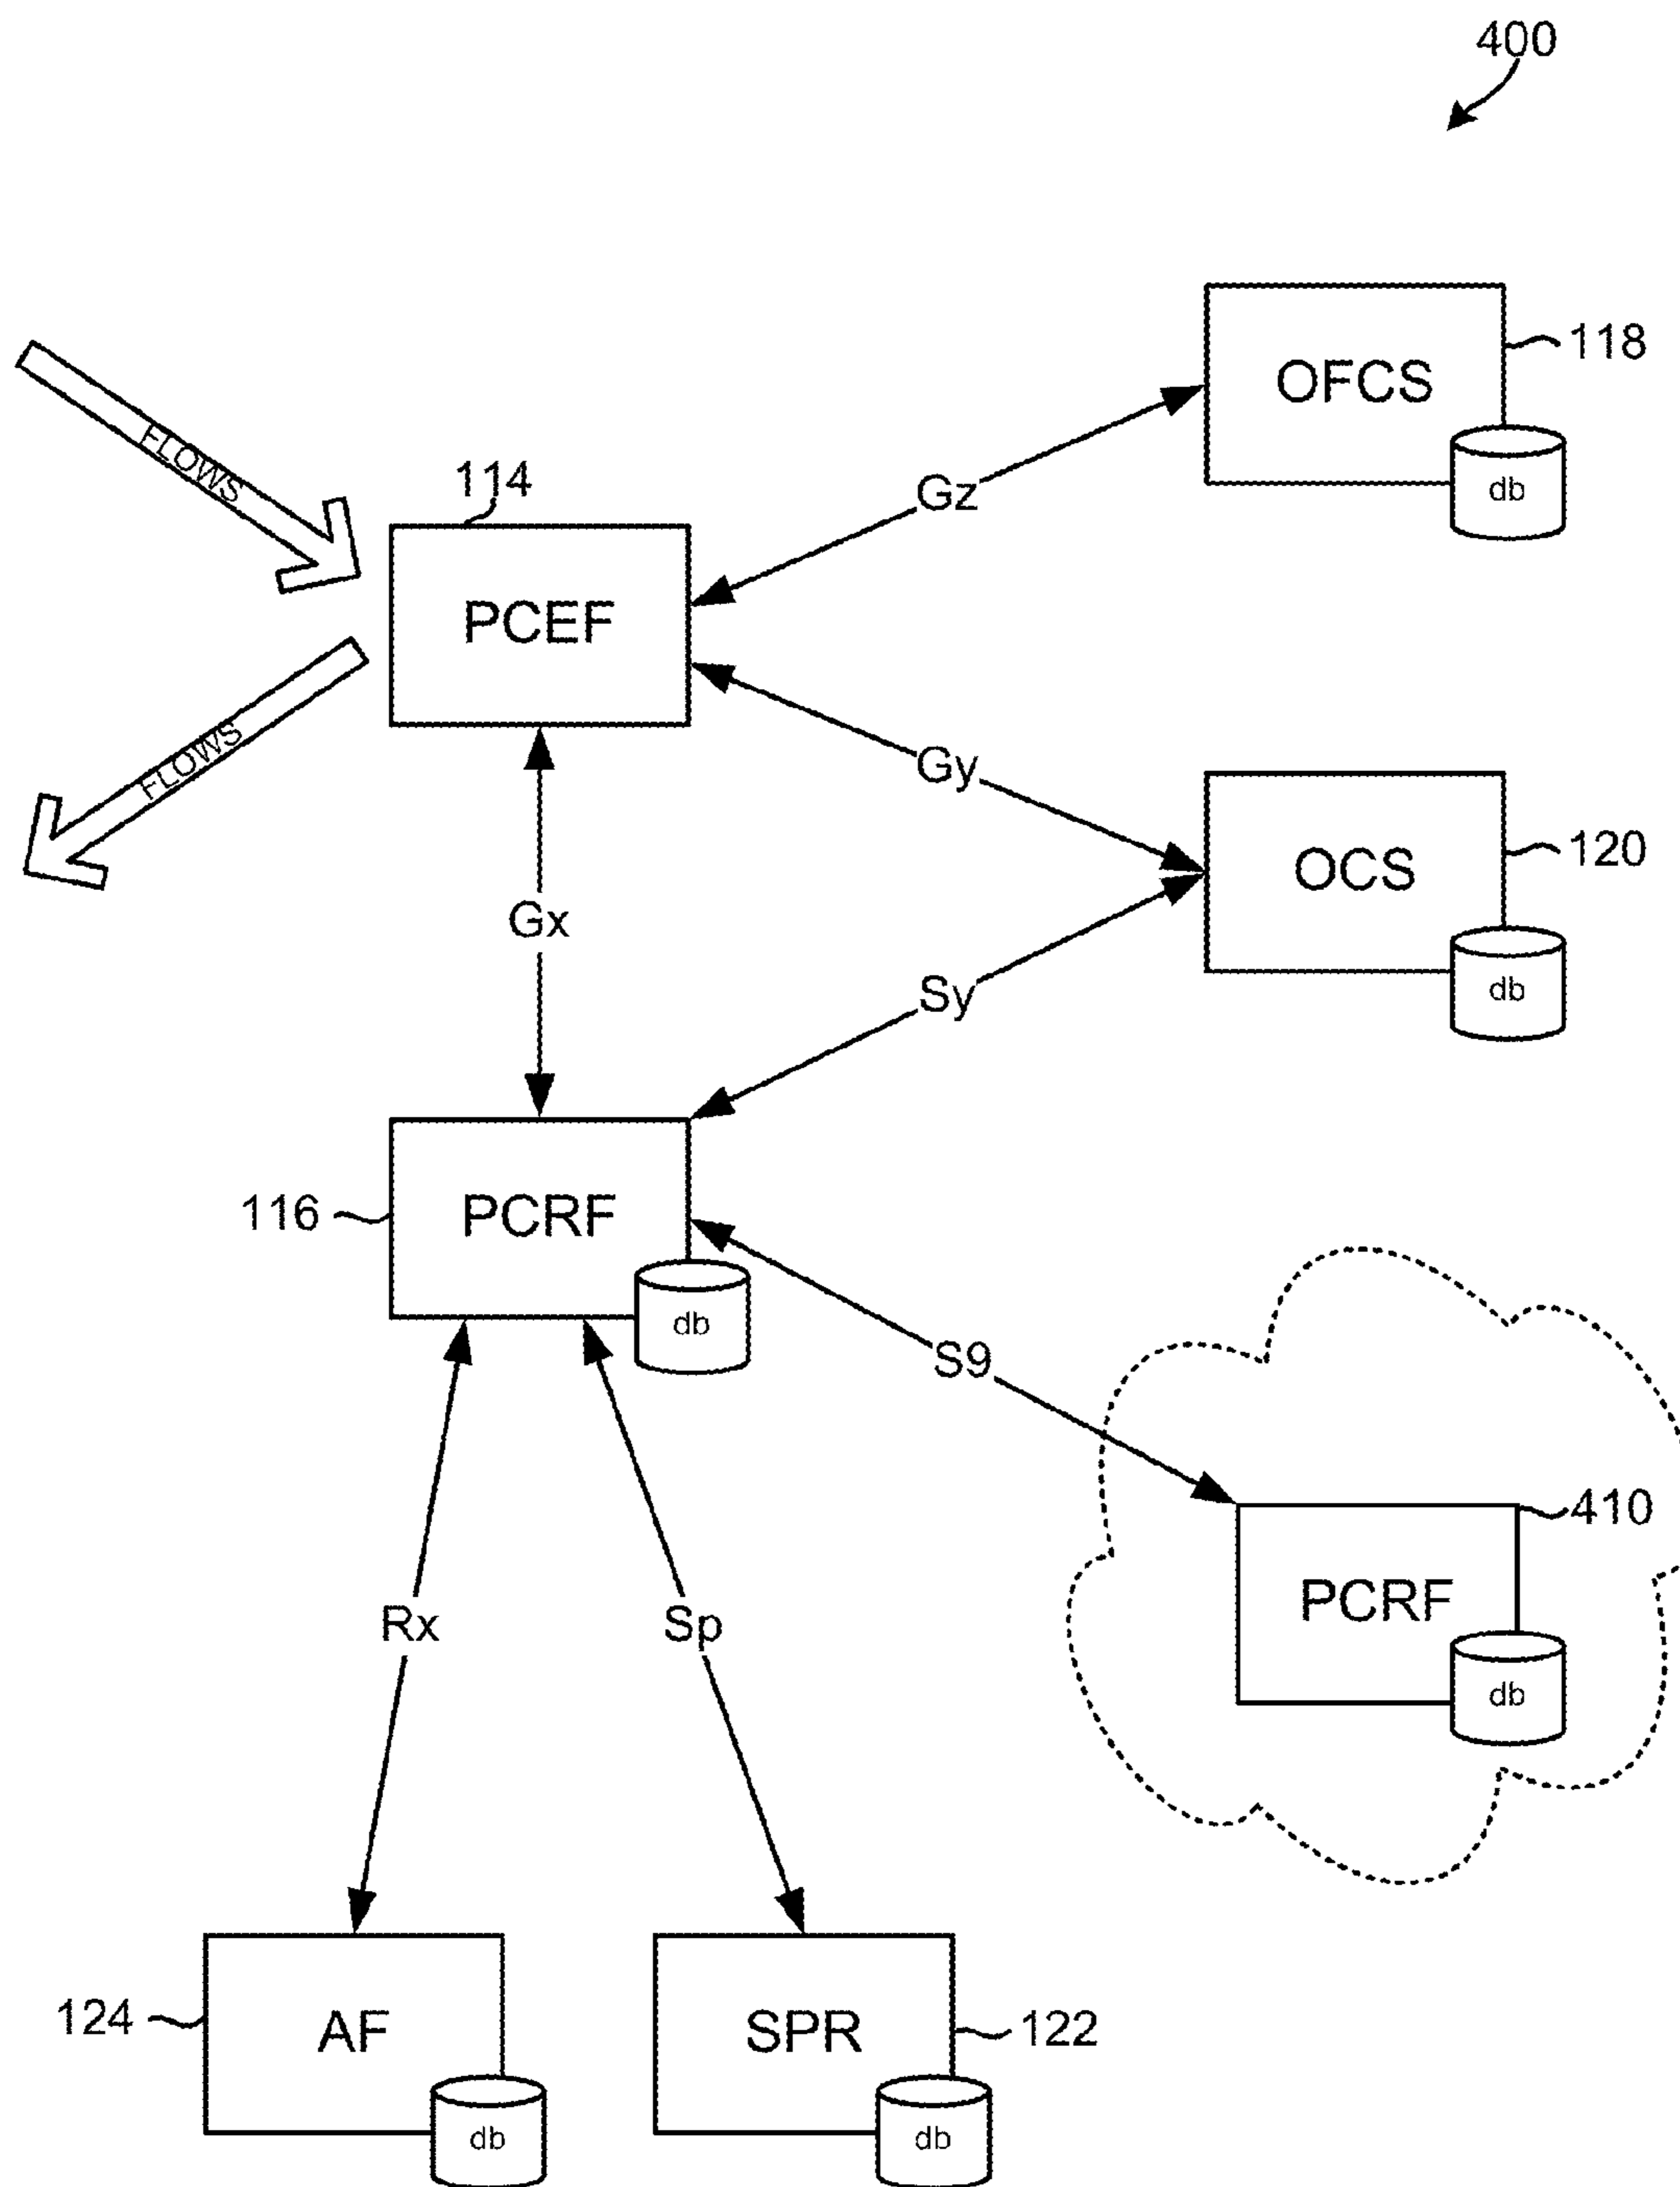 400
OFCS
118
db
FLOWS
114
Gz
PCEF
FLOWS
Gy
OCS
120
db
Gx
Sy
116
PCRF
db
S9
410
PCRF
db
Rx
Sp
124
AF
db
SPR
122
db